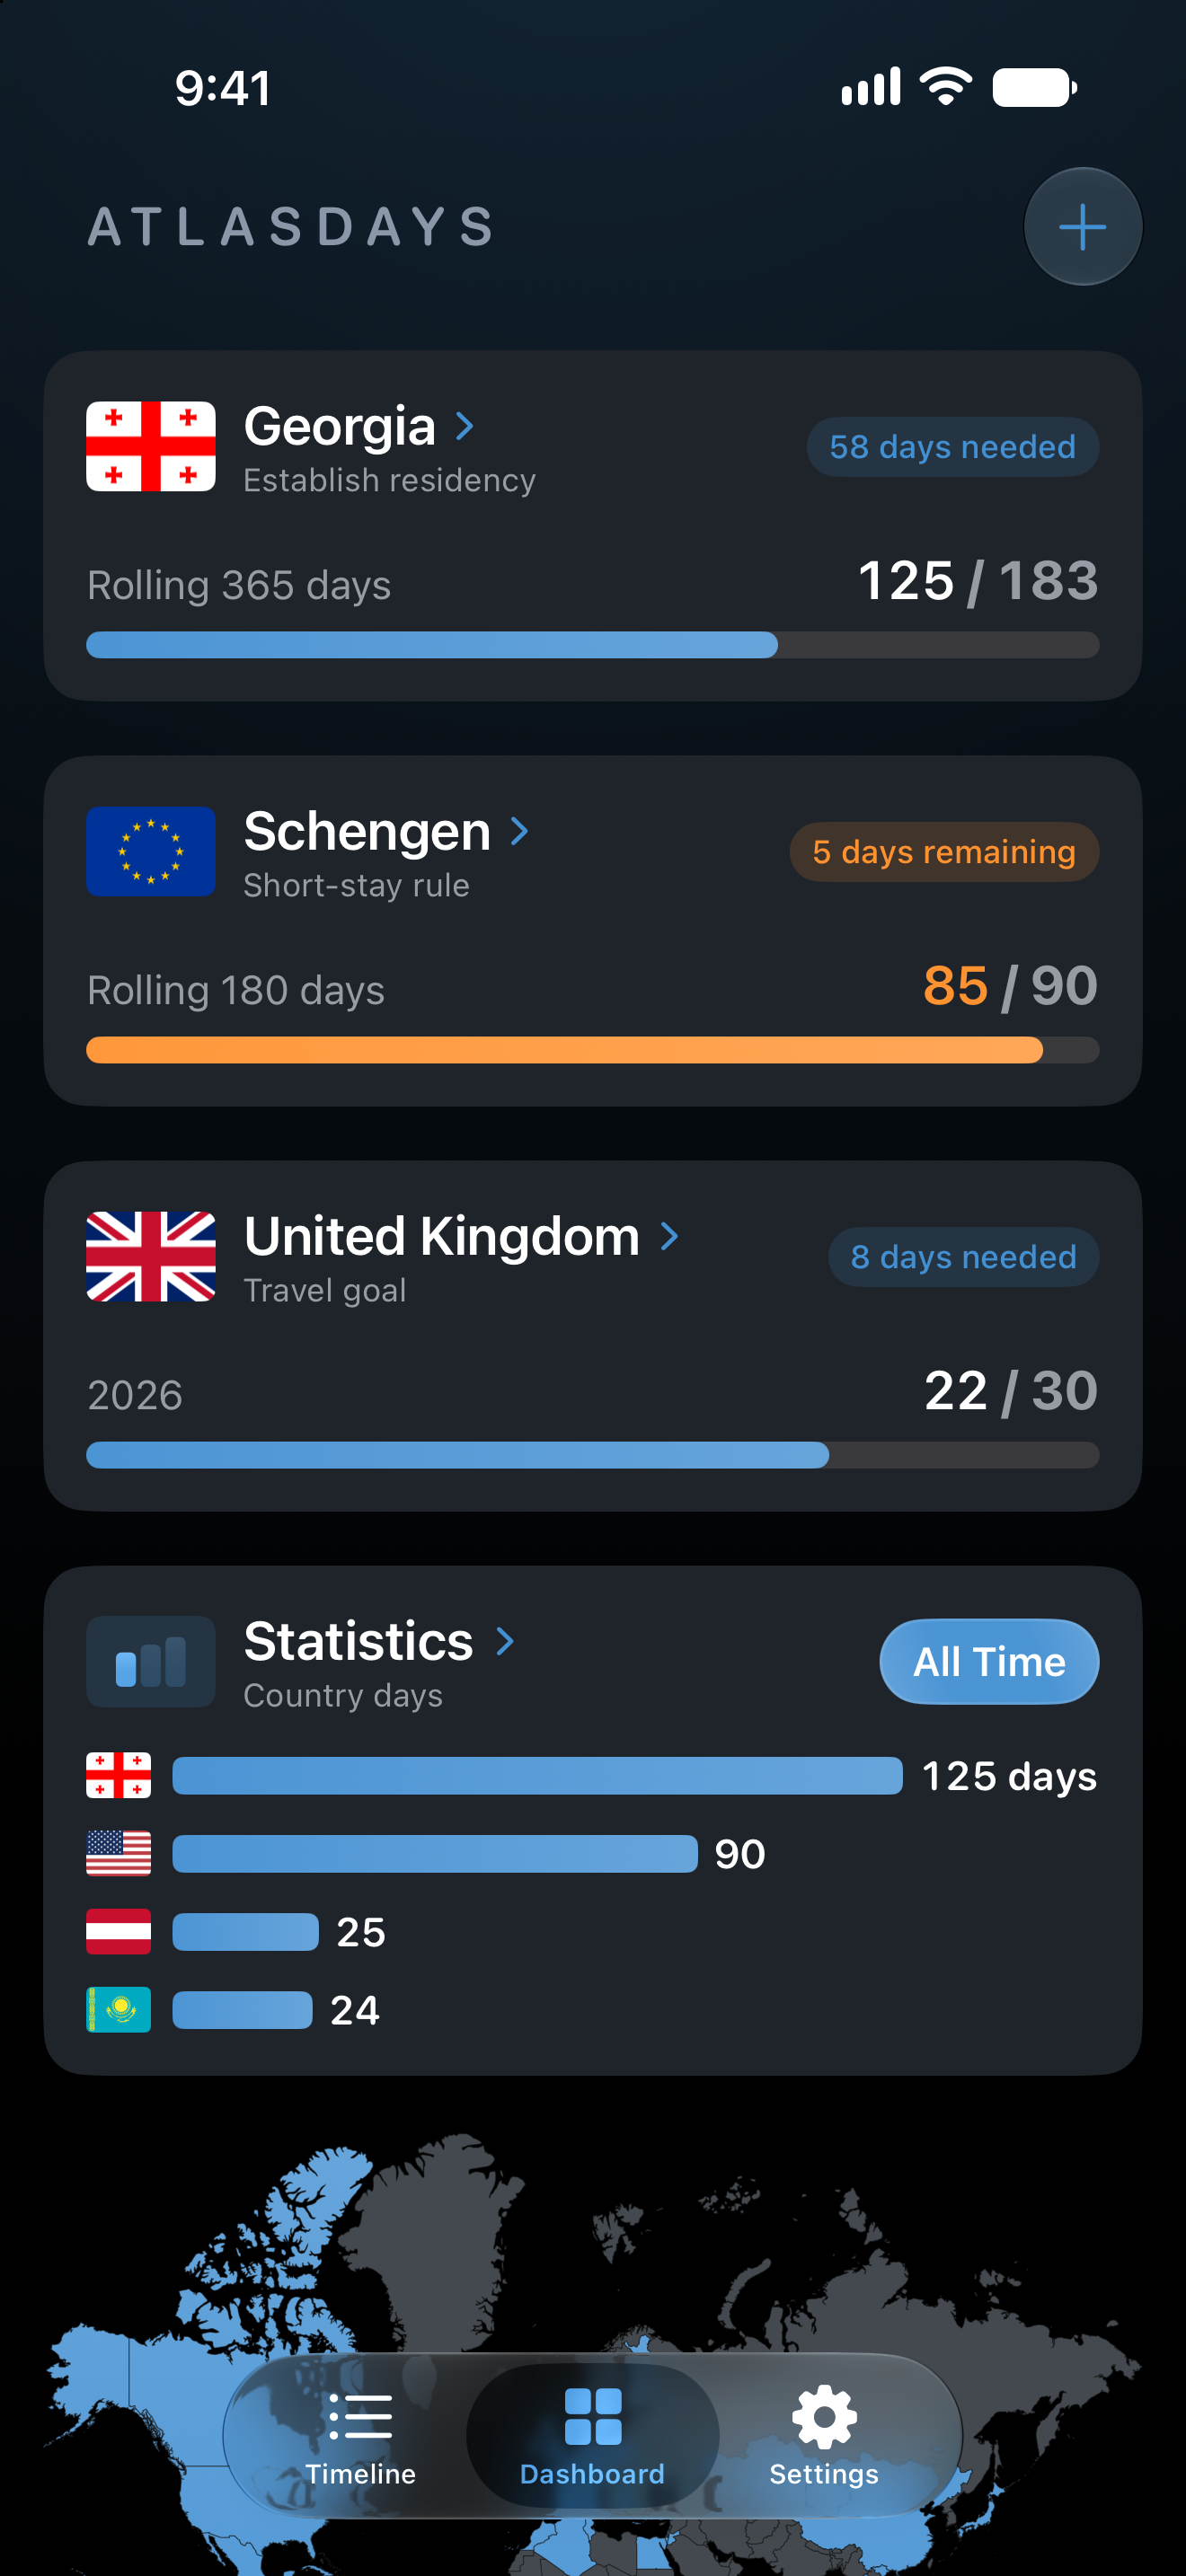 9:41
ATLASDAYS
Georgia
58 days needed
Establish residency
Rolling 365 days
125 / 183
Schengen
5 days remaining
Short-stay rule
Rolling 180 days
85 / 90
United Kingdom
8 days needed
Travel goal
2026
22 / 30
Statistics
All Time
Country days
125 days
90
25
24
Timeline
Dashboard
Settings